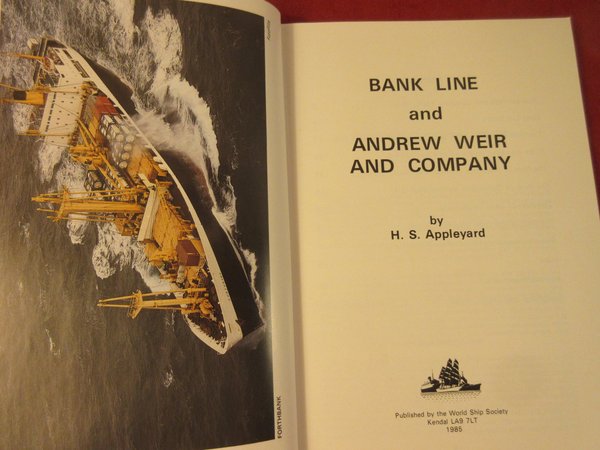 FORTHBANK
BANK LINE
and
ANDREW WEIR
AND COMPANY
by
H. S. Appleyard
Published by the World Ship Society
Kendal LA9 7LT
1985